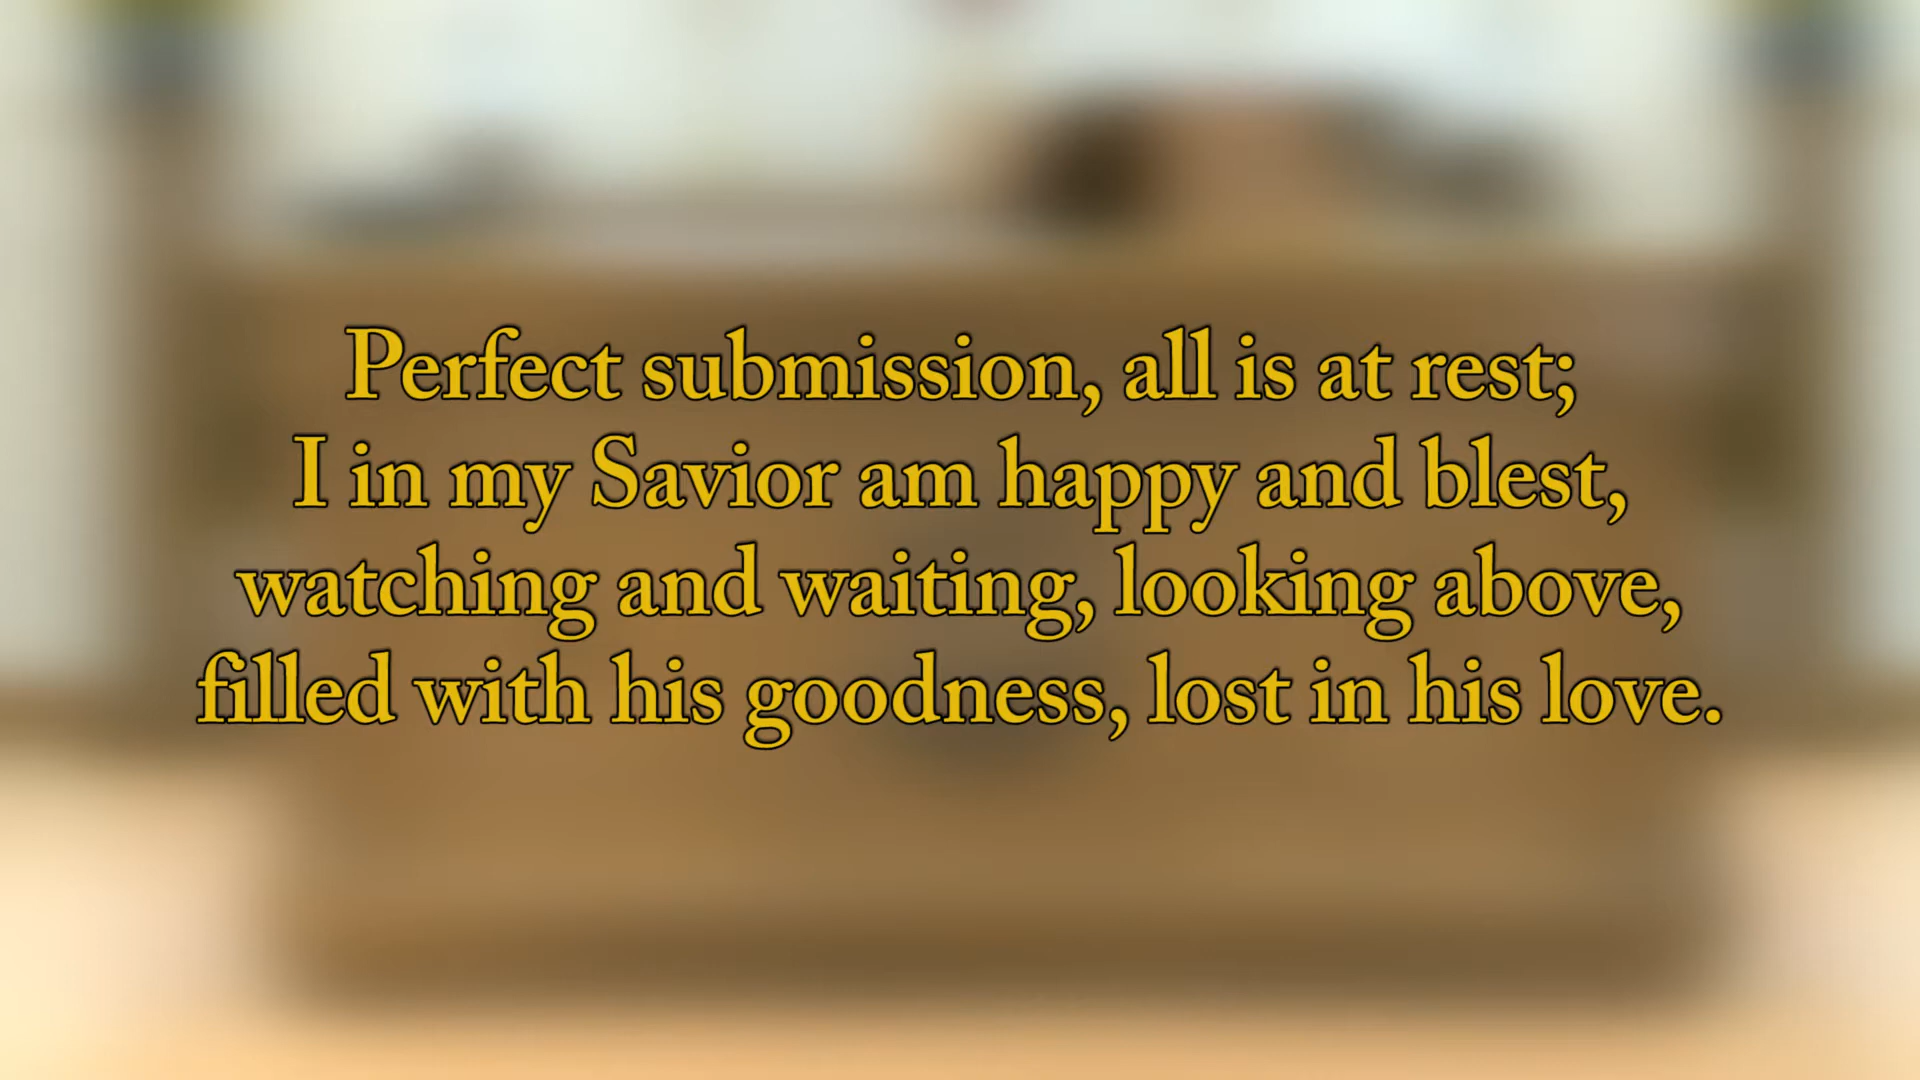 Perfect submission, all is at rest;
I in my Savior am happy and blest,
watching and waiting, looking above,
filled with his goodness, lost in his love.